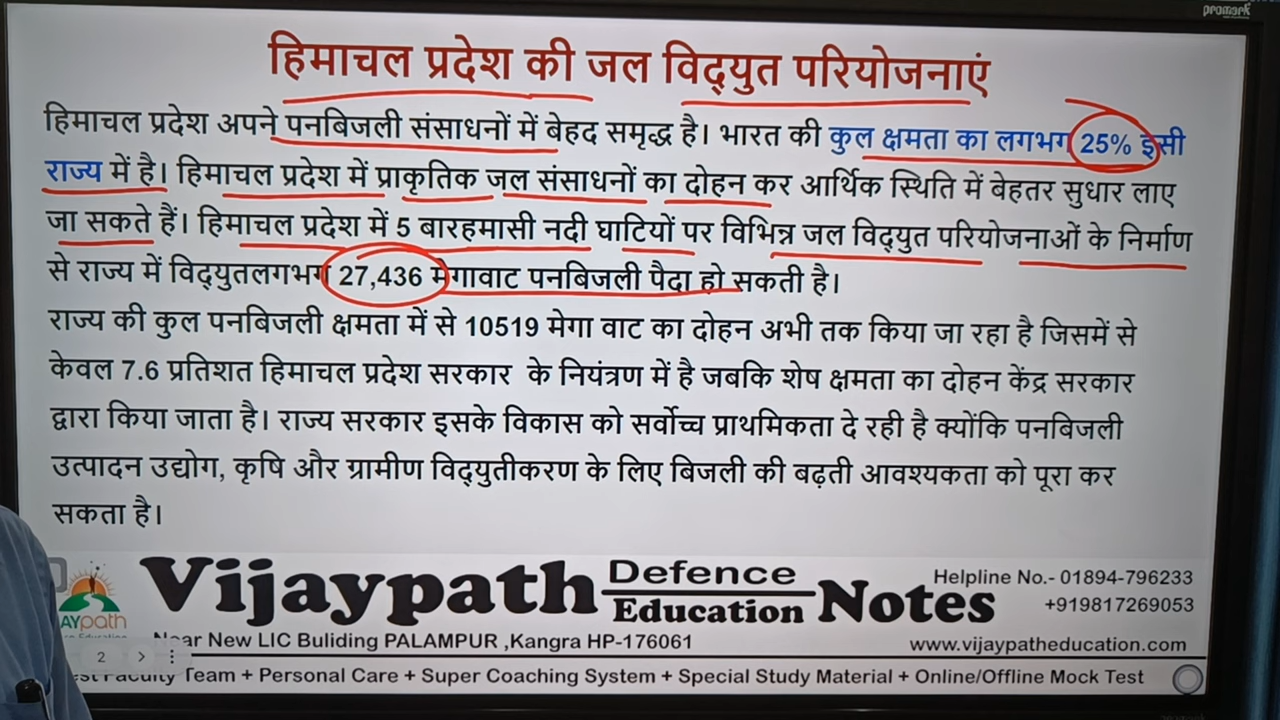 promark
हिमाचल प्रदेश की जल विद्युत परियोजनाएं
हिमाचल प्रदेश अपने पनबिजली संसाधनों में बेहद समृद्ध है। भारत की कुल क्षमता का लगभग 25% इसी
राज्य में है। हिमाचल प्रदेश में प्राकृतिक जल संसाधनों का दोहन कर आर्थिक स्थिति में बेहतर सुधार लाए
जा सकते हैं। हिमाचल प्रदेश में 5 बारहमासी नदी घाटियों पर विभिन्न जल विद्युत परियोजनाओं के निर्माण
से राज्य में विद्युतलगभग 27,436 मेगावाट पनबिजली पैदा हो सकती है।
राज्य की कुल पनबिजली क्षमता में से 10519 मेगा वाट का दोहन अभी तक किया जा रहा है जिसमें से
केवल 7.6 प्रतिशत हिमाचल प्रदेश सरकार के नियंत्रण में है जबकि शेष क्षमता का दोहन केंद्र सरकार
द्वारा किया जाता है। राज्य सरकार इसके विकास को सर्वोच्च प्राथमिकता दे रही है क्योंकि पनबिजली
उत्पादन उद्योग, कृषि और ग्रामीण विद्युतीकरण के लिए बिजली की बढ़ती आवश्यकता को पूरा कर
सकता है।
Vijaypath Defence Education Notes
Helpline No.- 01894-796233
+919817269053
AYpath
Near New LIC Buliding PALAMPUR ,Kangra HP-176061
www.vijaypatheducation.com
2
Faculty Team + Personal Care + Super Coaching System + Special Study Material + Online/Offline Mock Test